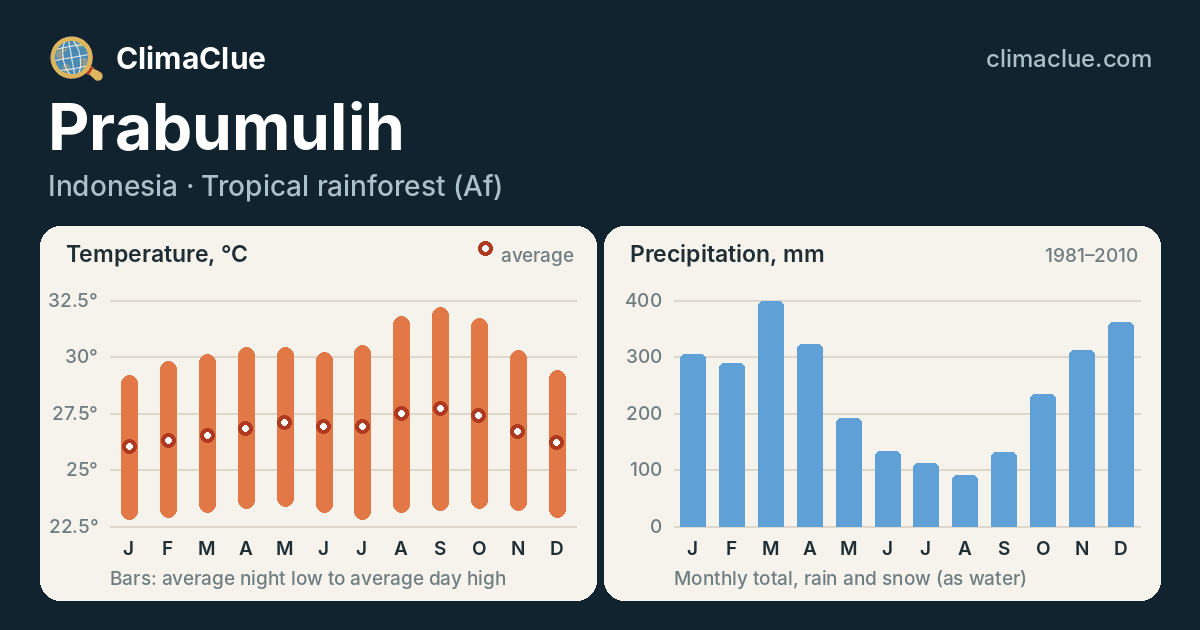 ClimaClue
climaclue.com
Prabumulih
Indonesia · Tropical rainforest (Af)
Temperature, °C
average
32.5°
30°
27.5°
25°
22.5°
J F M A M J J A S O N D
Bars: average night low to average day high
Precipitation, mm
1981–2010
400
300
200
100
0
J F M A M J J A S O N D
Monthly total, rain and snow (as water)